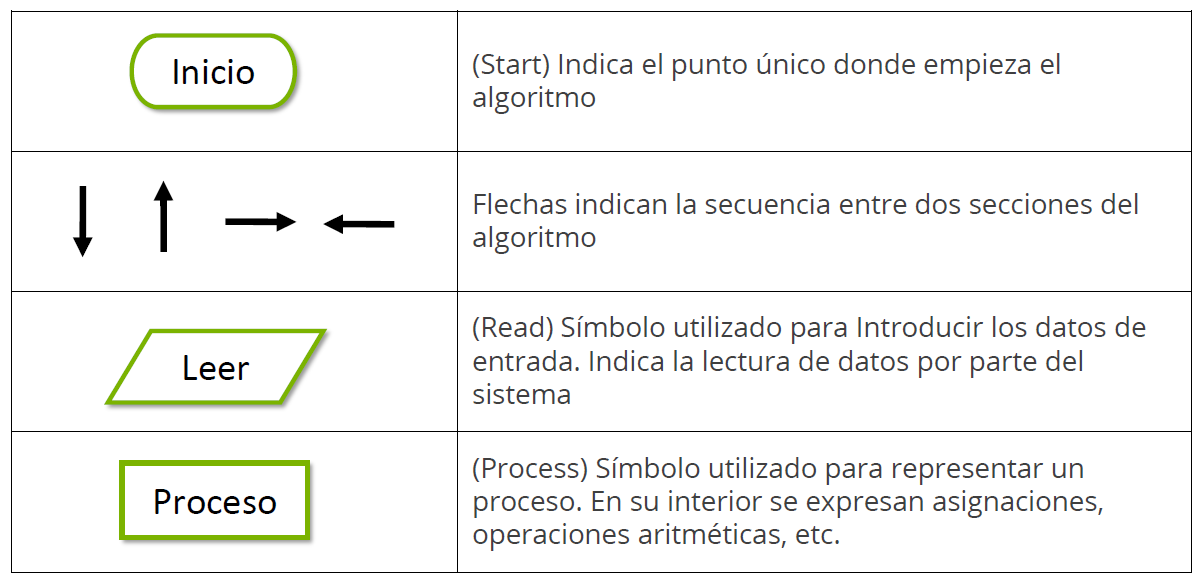 Inicio
(Start) Indica el punto único donde empieza el
algoritmo
Flechas indican la secuencia entre dos secciones del
algoritmo
Leer
(Read) Símbolo utilizado para Introducir los datos de
entrada. Indica la lectura de datos por parte del
sistema
Proceso
(Process) Símbolo utilizado para representar un
proceso. En su interior se expresan asignaciones,
operaciones aritméticas, etc.